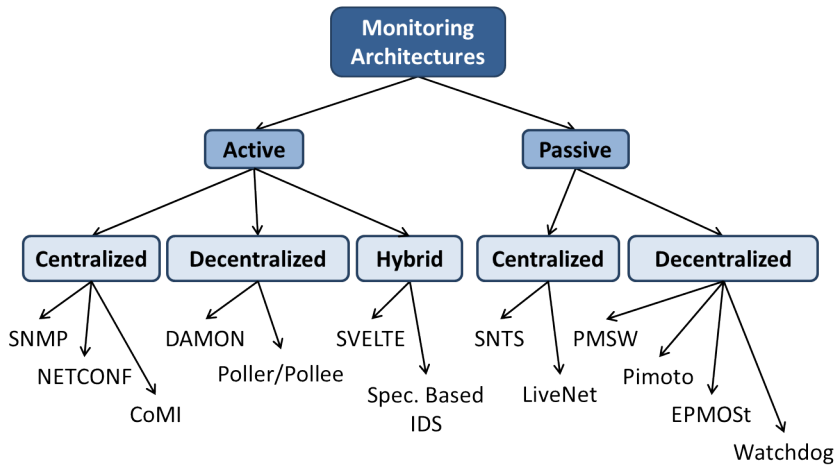 Monitoring
Architectures
Active
Passive
Centralized
Decentralized
Hybrid
Centralized
Decentralized
SNMP
DAMON
SVELTE
SNTS
PMSW
NETCONF
Poller/Pollee
Pimoto
Spec. Based
IDS
LiveNet
CoMI
EPMOSt
Watchdog